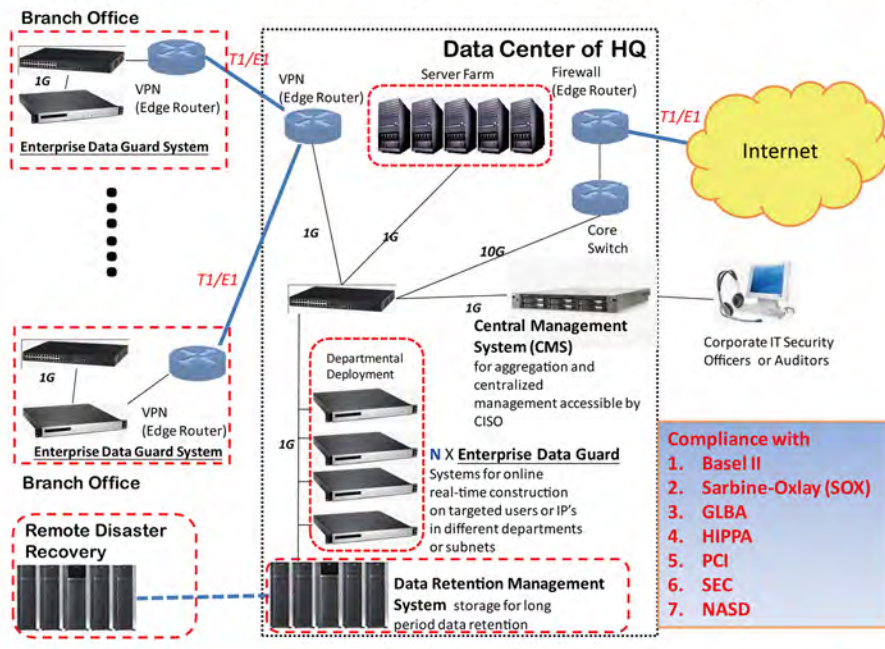 Branch Office
1G
VPN
(Edge Router)
Enterprise Data Guard System
T1/E1
T1/E1
1G
VPN
(Edge Router)
Enterprise Data Guard System
Branch Office
Remote Disaster
Recovery
Data Center of HQ
VPN
(Edge Router)
Server Farm
Firewall
(Edge Router)
T1/E1
Internet
1G
1G
10G
Core
Switch
1G
Central Management
System (CMS)
for aggregation and
centralized
management accessible by
CISO
Corporate IT Security
Officers or Auditors
Departmental
Deployment
1G
N X Enterprise Data Guard
Systems for online
real-time construction
on targeted users or IP's
in different departments
or subnets
Data Retention Management
System storage for long
period data retention
Compliance with
1. Basel II
2. Sarbine-Oxlay (SOX)
3. GLBA
4. HIPPA
5. PCI
6. SEC
7. NASD